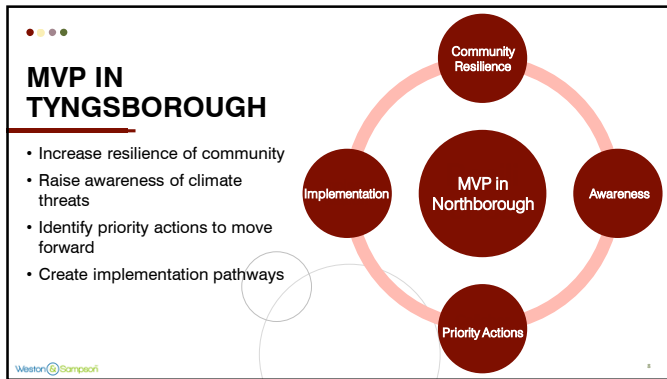 MVP IN
TYNGSBOROUGH
• Increase resilience of community
• Raise awareness of climate
threats
• Identify priority actions to move
forward
• Create implementation pathways
Community
Resilience
Implementation
MVP in
Northborough
Awareness
Priority Actions
Weston & Sampson
8